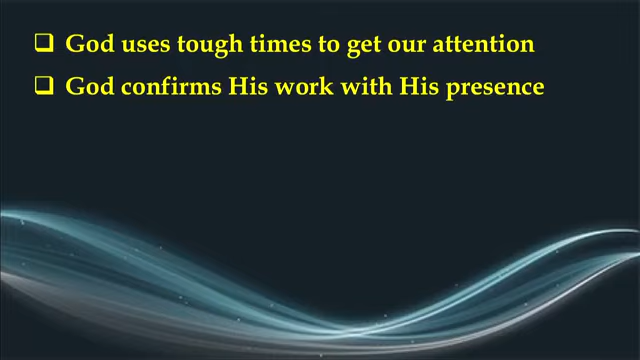 ❑ God uses tough times to get our attention
❑ God confirms His work with His presence